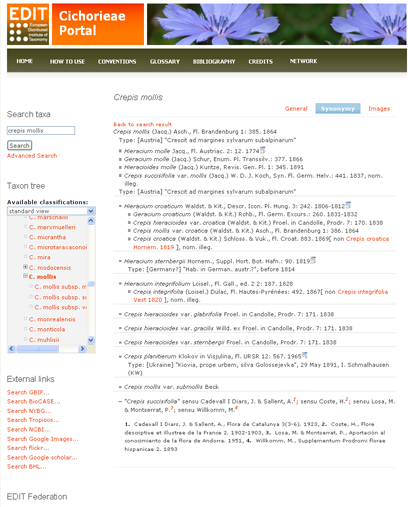 EDIT
European
Distributed
Institute of
Taxonomy
Cichorieae
Portal
HOME
HOW TO USE
CONVENTIONS
GLOSSARY
BIBLIOGRAPHY
CREDITS
NETWORK
Search taxa
crepis mollis
Search
Advanced Search
Taxon tree
Available classifications:
standard view
C. marschallii
C. marxmuelleri
C. micrantha
C. microtaraxaconoi
C. mira
C. modocensis
C. mollis
C. mollis subsp. m
C. mollis subsp. s
C. mollis subsp. v
C. monrealensis
C. monticola
C. muhlisii
External links
Search GBIF...
Search BioCASE...
Search NYBG...
Search Tropicos...
Search NCBI...
Search Google Images...
Search flickr...
Search Google scholar...
Search BHL...
EDIT Federation
Crepis mollis
General
Synonymy
Images
Back to search result
Crepis mollis (Jacq.) Asch., Fl. Brandenburg 1: 385. 1864
Type: [Austria] "Crescit ad margines sylvarum subalpinarum"
≡ Hieracium molle Jacq., Fl. Austriac. 2: 12. 1774
≡ Geracium molle (Jacq.) Schur, Enum. Pl. Transsilv.: 377. 1866
≡ Hieracioides molle (Jacq.) Kuntze, Revis. Gen. Pl. 1: 345. 1891
≡ Crepis succisifolia var. mollis (Jacq.) W. D. J. Koch, Syn. Fl. Germ. Helv.: 441. 1837, nom.
illeg.
Type: [Austria] "Crescit ad margines sylvarum subalpinarum"
= Hieracium croaticum Waldst. & Kit., Descr. Icon. Pl. Hung. 3: 242. 1806-1812
≡ Geracium croaticum (Waldst. & Kit.) Rchb., Fl. Germ. Excurs.: 260. 1831-1832
≡ Crepis hieracioides var. croatica (Waldst. & Kit.) Froel. in Candolle, Prodr. 7: 170. 1838
≡ Crepis mollis var. croatica (Waldst. & Kit.) Asch., Fl. Brandenburg 1: 386. 1864
≡ Crepis croatica (Waldst. & Kit.) Schloss. & Vuk., Fl. Croat. 883. 1869[ non Crepis croatica
Hornem. 1819 ], nom. illeg.
= Hieracium sternbergii Hornem., Suppl. Hort. Bot. Hafn.: 90. 1819
Type: [Germany?] "Hab. in German. austr.?", before 1814
= Hieracium integrifolium Loisel., Fl. Gall., ed. 2 2: 187. 1828
≡ Crepis integrifolia (Loisel.) Dulac, Fl. Hautes-Pyrénées: 492. 1867[ non Crepis integrifolia
Vest 1820 ], nom. illeg.
= Crepis hieracioides var. glabrifolia Froel. in Candolle, Prodr. 7: 171. 1838
= Crepis hieracioides var. gracilis Willd. ex Froel. in Candolle, Prodr. 7: 171. 1838
= Crepis hieracioides var. sternbergii Froel. in Candolle, Prodr. 7: 171. 1838
= Crepis planitierum Klokov in Visjulina, Fl. URSR 12: 567. 1965
Type: [Ukraine] "Kiovia, prope urbem, silva Golossejevka", 29 May 1891, I. Schmalhausen
(KW)
= Crepis mollis var. submollis Beck
– "Crepis succisifolia" sensu Cadevall I Diars, J. & Sallent, A.1; sensu Coste, H.2; sensu Losa, M.
& Montserrat, P.3; sensu Willkomm, M.4
1. Cadevall I Diars, J. & Sallent, A., Flora de Catalunya 3(3-6). 1923, 2. Coste, H., Flore
descriptive et illustree de la France 2. 1902-1903, 3. Losa, M. & Montserrat, P., Aportación al
conocimiento de la flora de Andorra. 1951, 4. Willkomm, M., Supplementum Prodromi florae
hispanicae 2. 1893